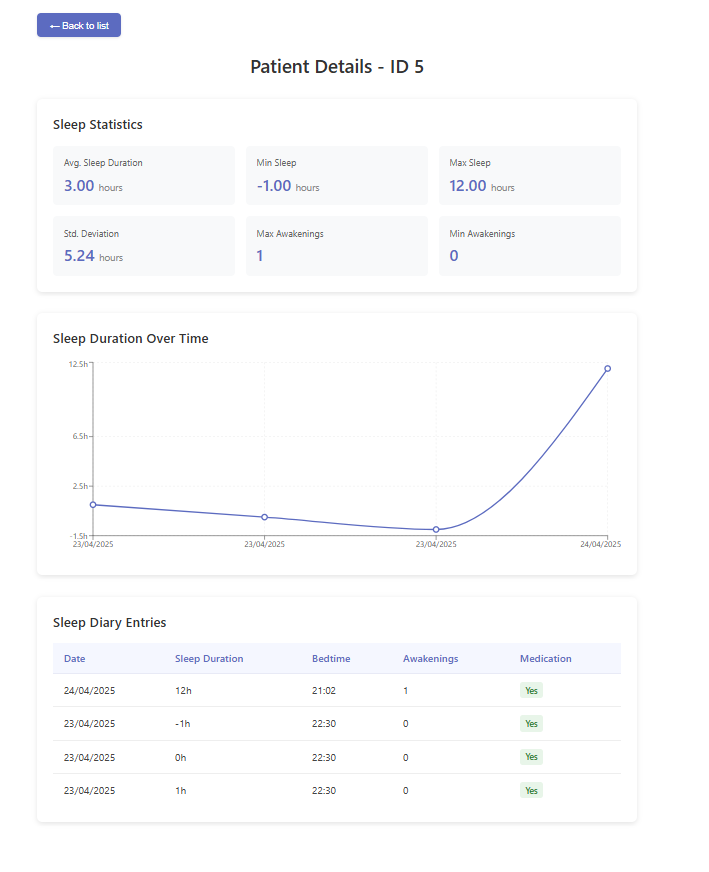 ← Back to list
Patient Details - ID 5
Sleep Statistics
Avg. Sleep Duration
3.00 hours
Min Sleep
-1.00 hours
Max Sleep
12.00 hours
Std. Deviation
5.24 hours
Max Awakenings
1
Min Awakenings
0
Sleep Duration Over Time
12.5h
6.5h
2.5h
-1.5h
23/04/2025 23/04/2025 23/04/2025 24/04/2025
Sleep Diary Entries
Date Sleep Duration Bedtime Awakenings Medication
24/04/2025 12h 21:02 1 Yes
23/04/2025 -1h 22:30 0 Yes
23/04/2025 0h 22:30 0 Yes
23/04/2025 1h 22:30 0 Yes